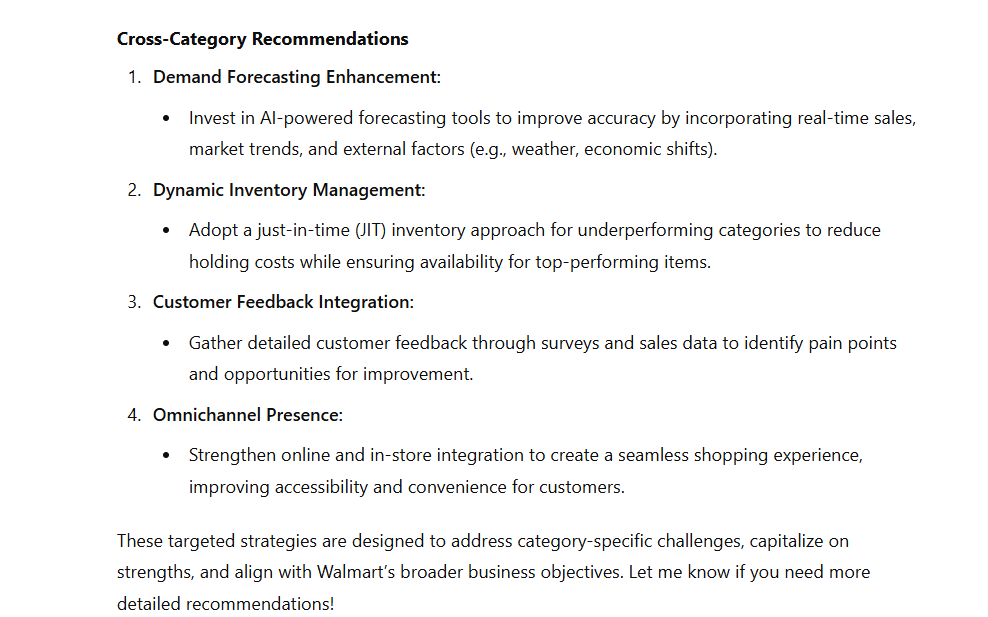 Cross-Category Recommendations
1. Demand Forecasting Enhancement:
• Invest in AI-powered forecasting tools to improve accuracy by incorporating real-time sales,
market trends, and external factors (e.g., weather, economic shifts).
2. Dynamic Inventory Management:
• Adopt a just-in-time (JIT) inventory approach for underperforming categories to reduce
holding costs while ensuring availability for top-performing items.
3. Customer Feedback Integration:
• Gather detailed customer feedback through surveys and sales data to identify pain points
and opportunities for improvement.
4. Omnichannel Presence:
• Strengthen online and in-store integration to create a seamless shopping experience,
improving accessibility and convenience for customers.
These targeted strategies are designed to address category-specific challenges, capitalize on
strengths, and align with Walmart’s broader business objectives. Let me know if you need more
detailed recommendations!